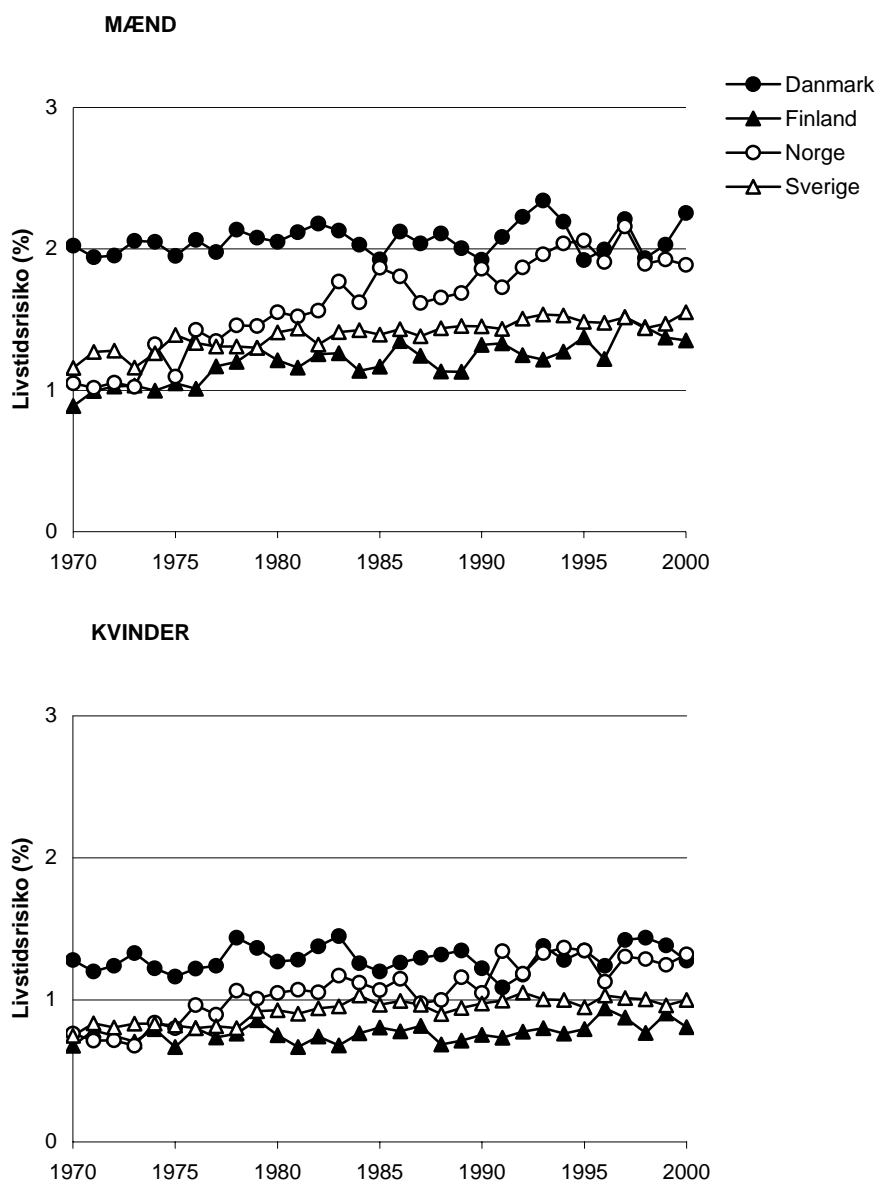 MÆND
Danmark
Finland
Norge
Sverige
Livstidsrisiko (%)
3
2
1
0
1970 1975 1980 1985 1990 1995 2000
KVINDER
Livstidsrisiko (%)
3
2
1
0
1970 1975 1980 1985 1990 1995 2000